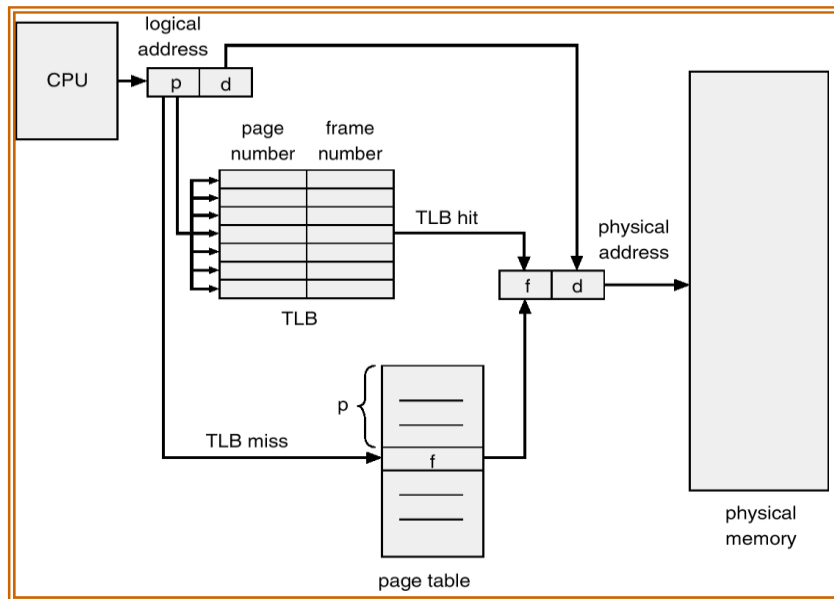 logical
address
CPU
p
d
page
number
frame
number
TLB hit
physical
address
f
d
TLB
p
TLB miss
f
page table
physical
memory